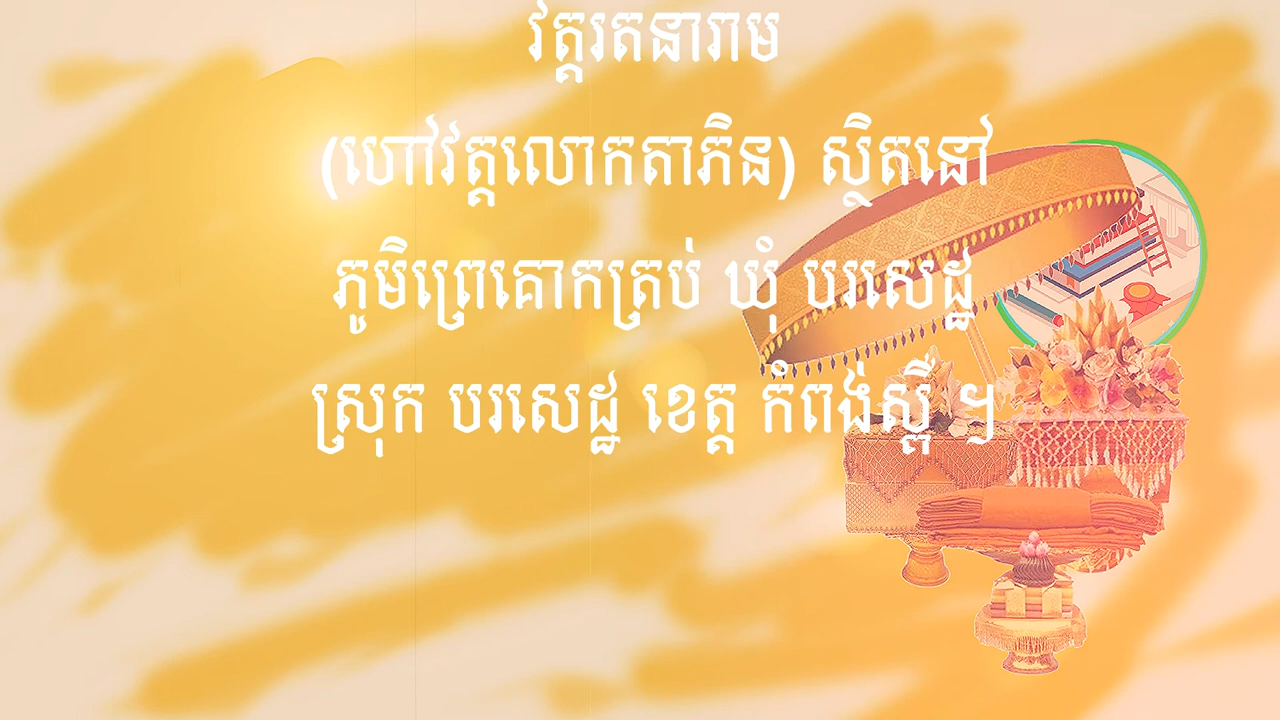 វត្តរតនារាម
(ហៅវត្តលោកតាភិន) ស្ថិតនៅ
ភូមិព្រៃគោកត្រប់ ឃុំ បរសេដ្ឋ
ស្រុក បរសេដ្ឋ ខេត្ត កំពង់ស្ពឺ ។